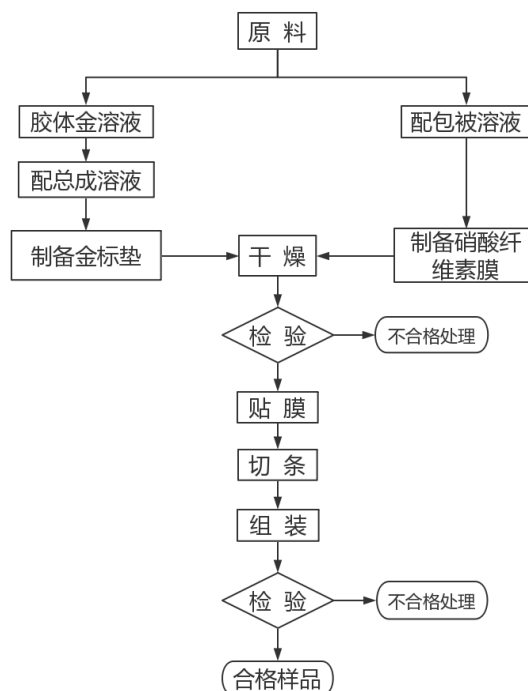 原 料
胶体金溶液
配包被溶液
配总成溶液
制备金标垫
干 燥
制备硝酸纤
维素膜
检 验
不合格处理
贴 膜
切 条
组 装
检 验
不合格处理
合格样品